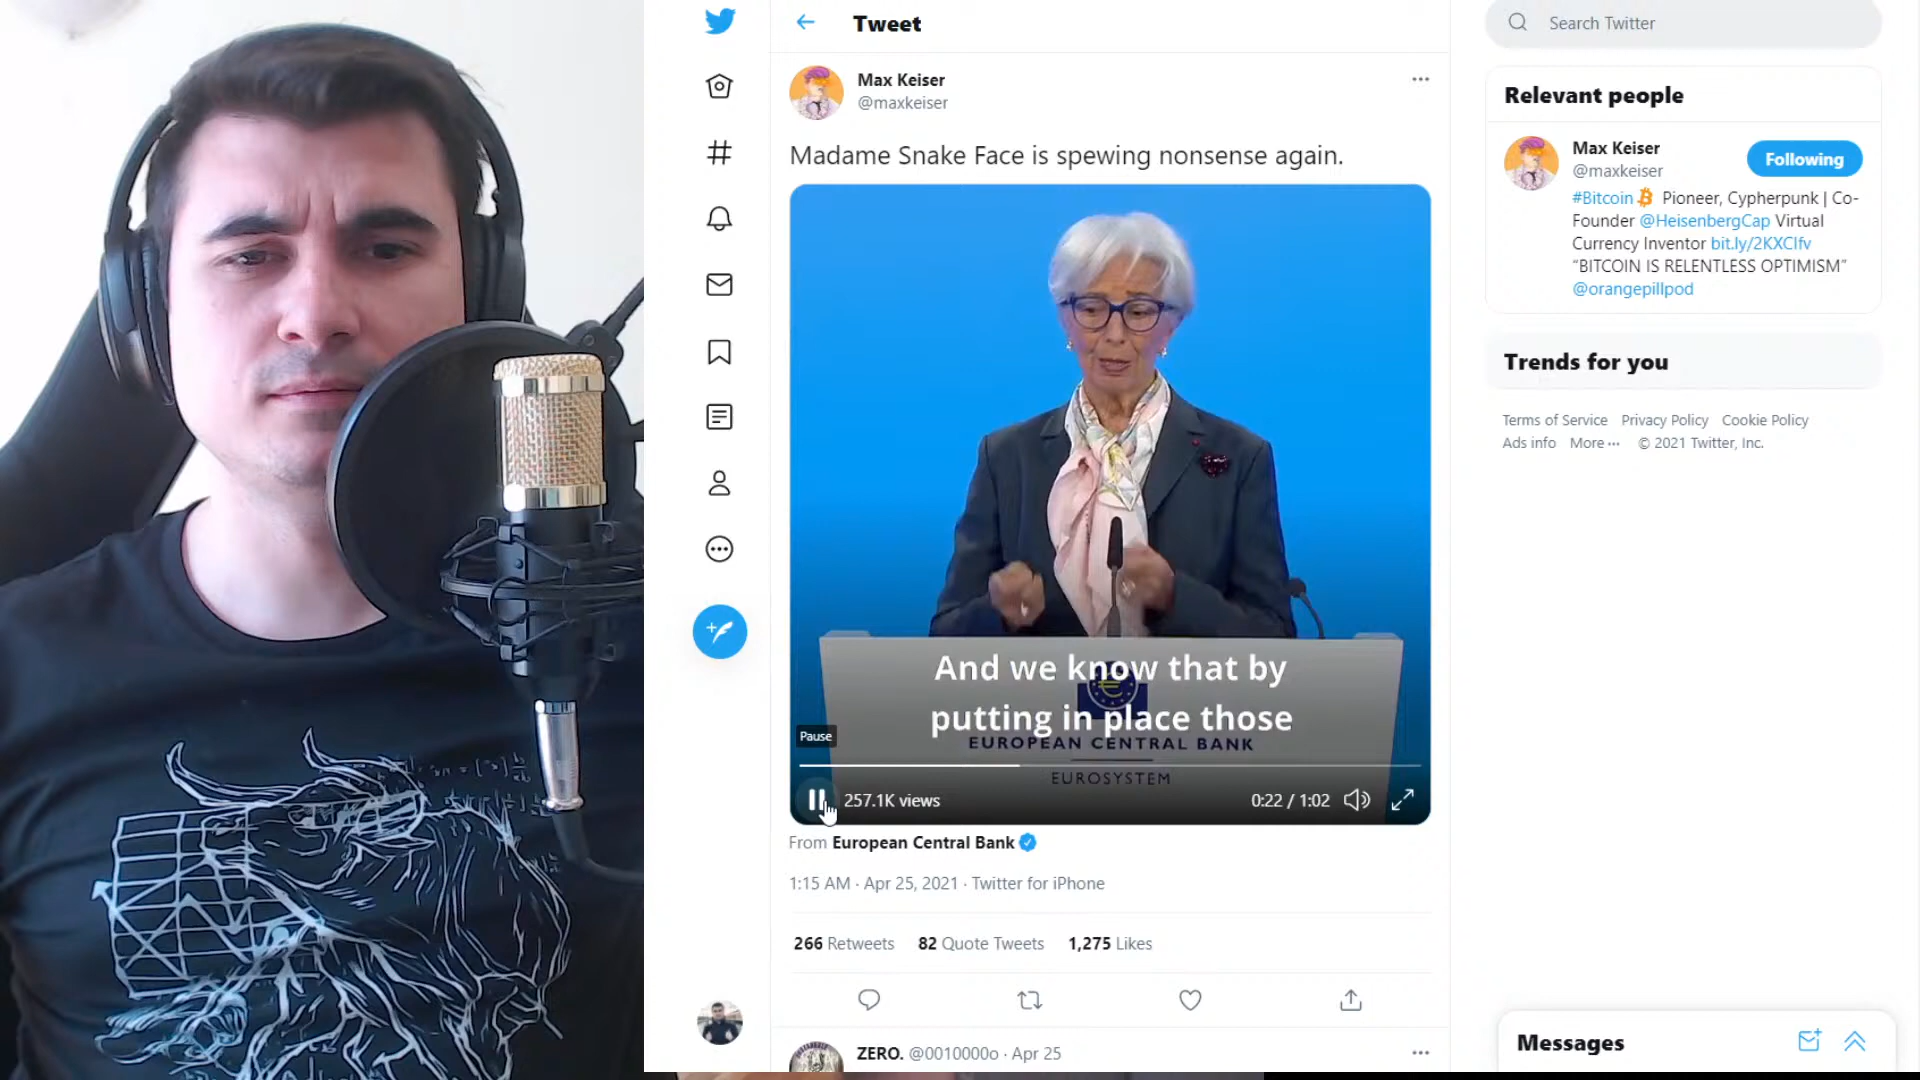 Tweet
Search Twitter
Max Keiser
@maxkeiser
Madame Snake Face is spewing nonsense again.
And we know that by
putting in place those
EUROPEAN CENTRAL BANK
EUROSYSTEM
Pause
257.1K views
0:22 / 1:02
From European Central Bank
1:15 AM · Apr 25, 2021 · Twitter for iPhone
266 Retweets 82 Quote Tweets 1,275 Likes
ZERO. @0010000o · Apr 25
Relevant people
Max Keiser
@maxkeiser
Following
#Bitcoin Pioneer, Cypherpunk | Co-
Founder @HeisenbergCap Virtual
Currency Inventor bit.ly/2KXCIfv
“BITCOIN IS RELENTLESS OPTIMISM”
@orangepillpod
Trends for you
Terms of Service Privacy Policy Cookie Policy
Ads info More ··· © 2021 Twitter, Inc.
Messages